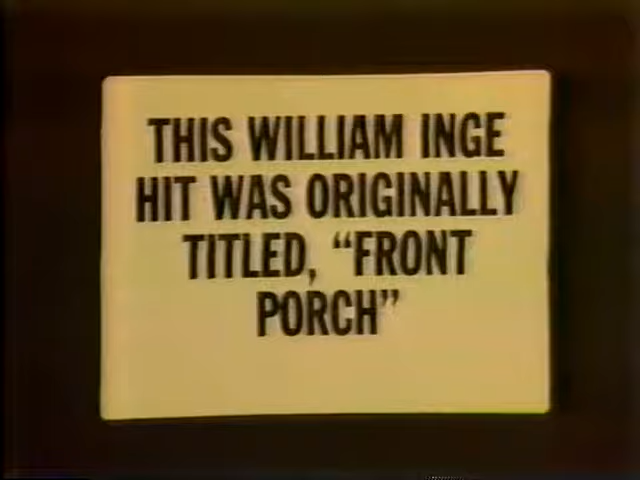 THIS WILLIAM INGE
HIT WAS ORIGINALLY
TITLED, “FRONT
PORCH”